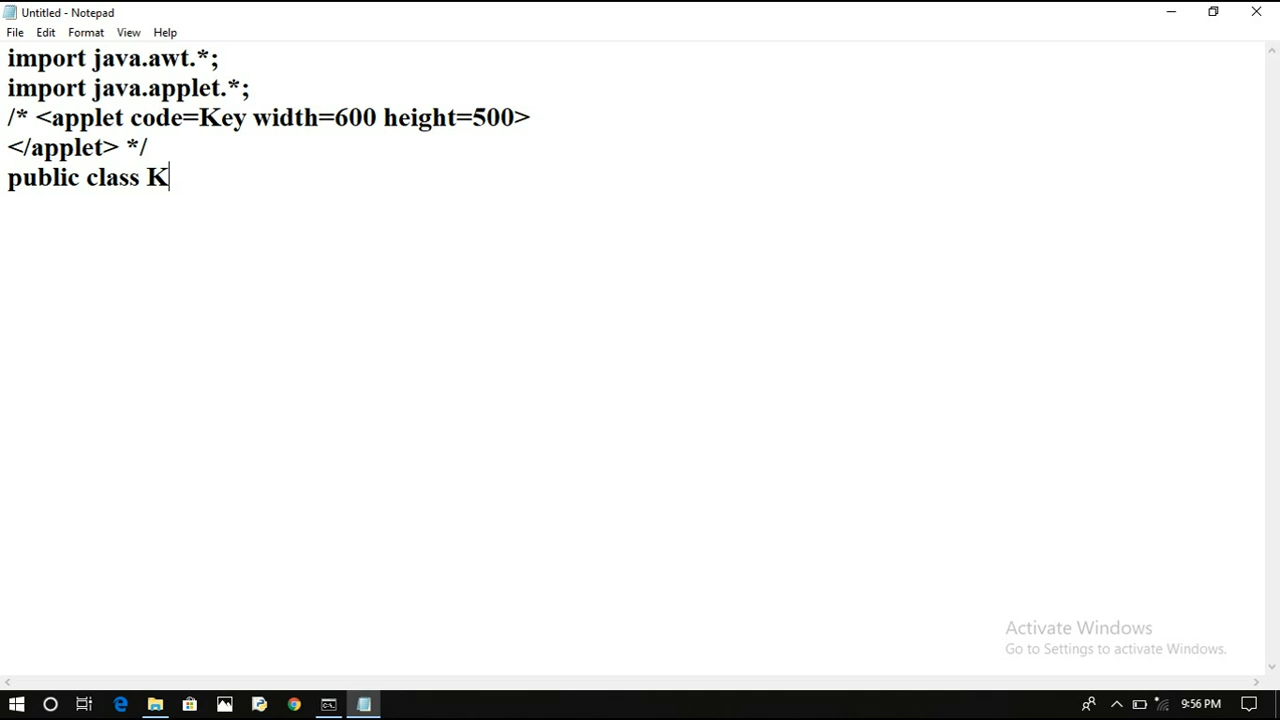 Untitled - Notepad
File Edit Format View Help
import java.awt.*;
import java.applet.*;
/* <applet code=Key width=600 height=500>
</applet> */
public class K
Activate Windows
Go to Settings to activate Windows.
9:56 PM